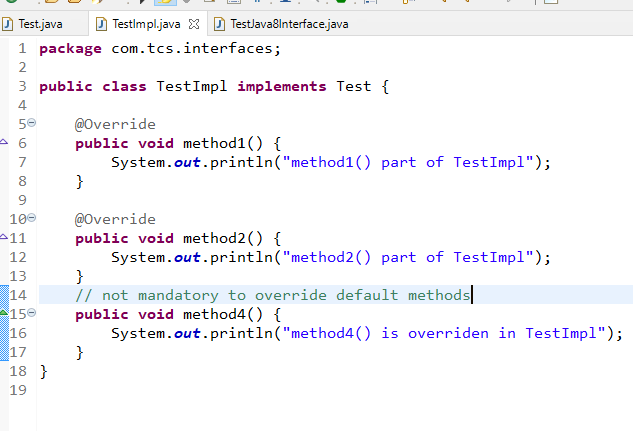 Test.java TestImpl.java TestJava8Interface.java
1 package com.tcs.interfaces;
2
3 public class TestImpl implements Test {
4
5 @Override
6 public void method1() {
7 System.out.println("method1() part of TestImpl");
8 }
9
10 @Override
11 public void method2() {
12 System.out.println("method2() part of TestImpl");
13 }
14 // not mandatory to override default methods
15 public void method4() {
16 System.out.println("method4() is overriden in TestImpl");
17 }
18 }
19